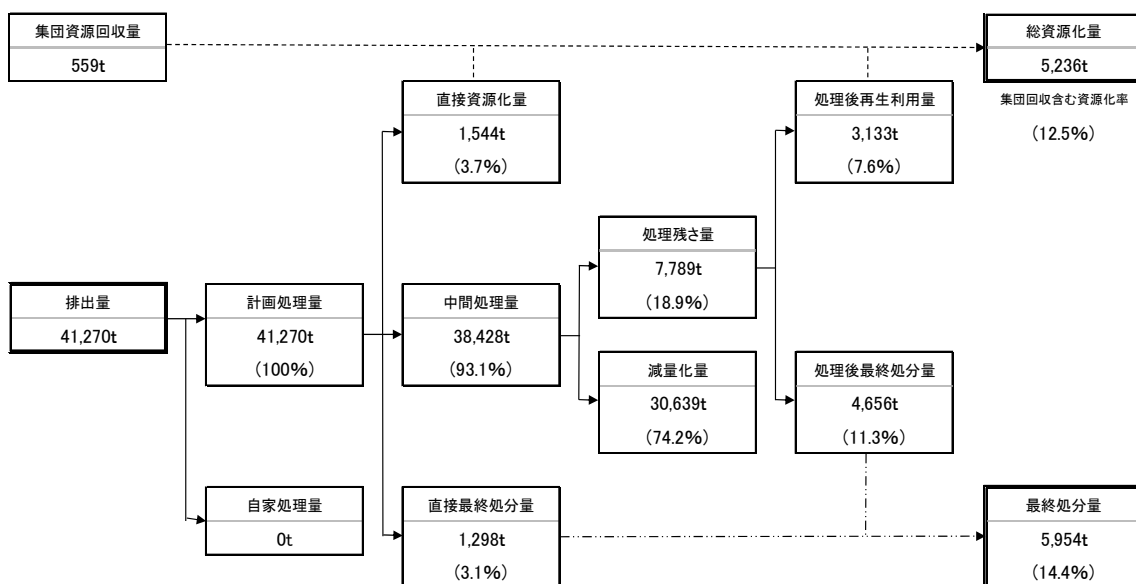 集団資源回収量
559t
総資源化量
5,236t
集団回収含む資源化率
(12.5%)
直接資源化量
1,544t
(3.7%)
処理後再生利用量
3,133t
(7.6%)
処理残さ量
7,789t
(18.9%)
排出量
41,270t
計画処理量
41,270t
(100%)
中間処理量
38,428t
(93.1%)
減量化量
30,639t
(74.2%)
処理後最終処分量
4,656t
(11.3%)
自家処理量
0t
直接最終処分量
1,298t
(3.1%)
最終処分量
5,954t
(14.4%)